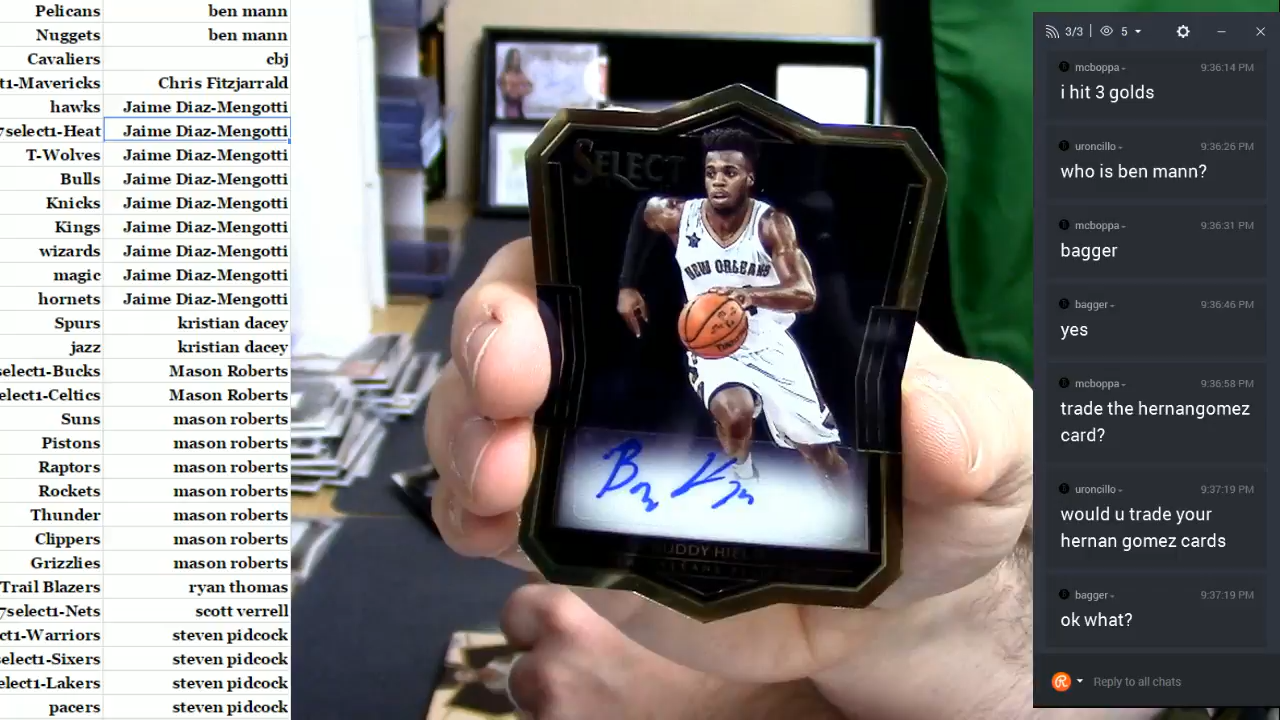 Pelicans ben mann
Nuggets ben mann
Cavaliers cbj
t1-Mavericks Chris Fitzjarrald
hawks Jaime Diaz-Mengotti
7select1-Heat Jaime Diaz-Mengotti
T-Wolves Jaime Diaz-Mengotti
Bulls Jaime Diaz-Mengotti
Knicks Jaime Diaz-Mengotti
Kings Jaime Diaz-Mengotti
wizards Jaime Diaz-Mengotti
magic Jaime Diaz-Mengotti
hornets Jaime Diaz-Mengotti
Spurs kristian dacey
jazz kristian dacey
select1-Bucks Mason Roberts
elect1-Celtics Mason Roberts
Suns mason roberts
Pistons mason roberts
Raptors mason roberts
Rockets mason roberts
Thunder mason roberts
Clippers mason roberts
Grizzlies mason roberts
Trail Blazers ryan thomas
7select1-Nets scott verrell
ct1-Warriors steven pidcock
select1-Sixers steven pidcock
elect1-Lakers steven pidcock
pacers steven pidcock
SELECT
NEW ORLEANS
3/3 | 5
mcboppa 9:36:14 PM
i hit 3 golds
uroncillo 9:36:26 PM
who is ben mann?
mcboppa 9:36:31 PM
bagger
bagger 9:36:46 PM
yes
mcboppa 9:36:58 PM
trade the hernangomez
card?
uroncillo 9:37:19 PM
would u trade your
hernan gomez cards
bagger 9:37:19 PM
ok what?
Reply to all chats